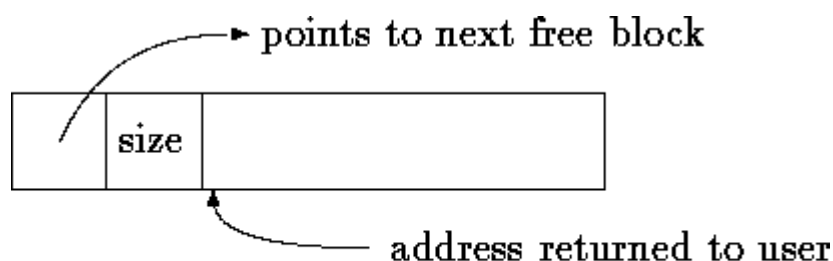 points to next free block
size
address returned to user